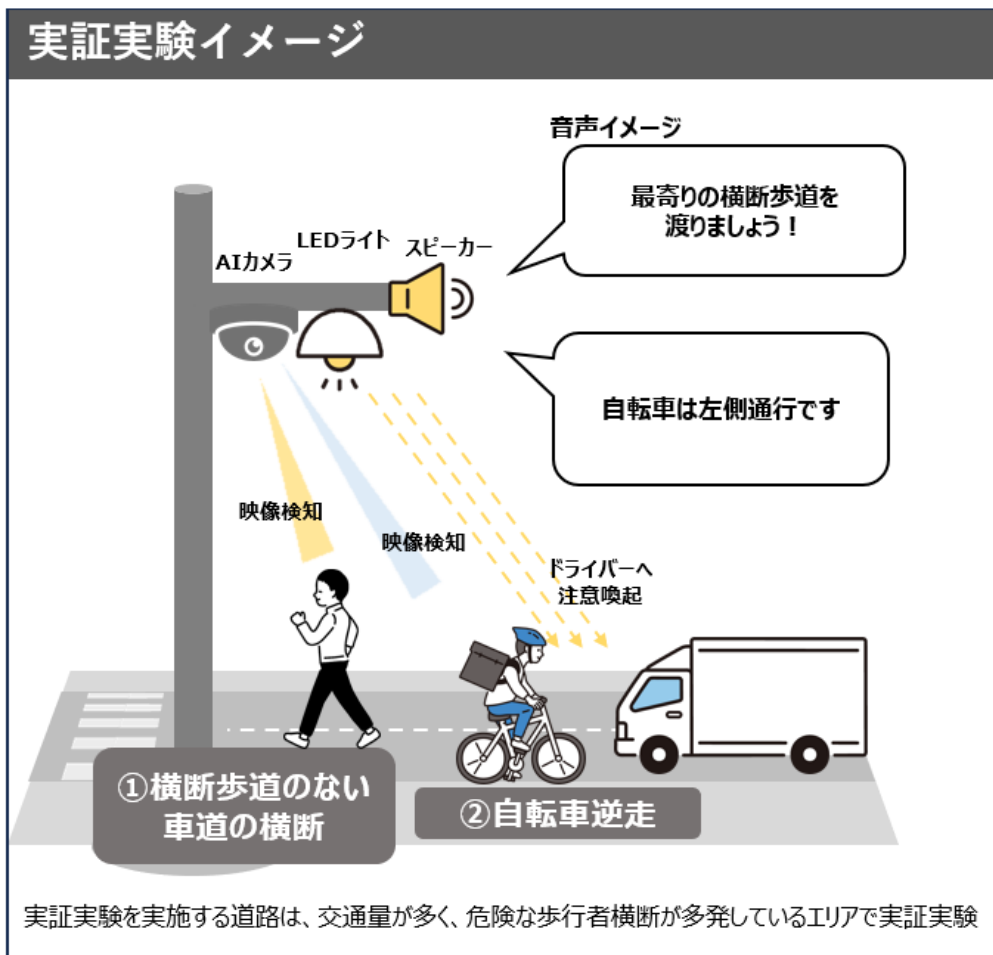 実証実験イメージ
音声イメージ
最寄りの横断歩道を
渡りましょう！
LEDライト
スピーカー
AIカメラ
自転車は左側通行です
映像検知
映像検知
ドライバーへ
注意喚起
①横断歩道のない
車道の横断
②自転車逆走
実証実験を実施する道路は、交通量が多く、危険な歩行者横断が多発しているエリアで実証実験